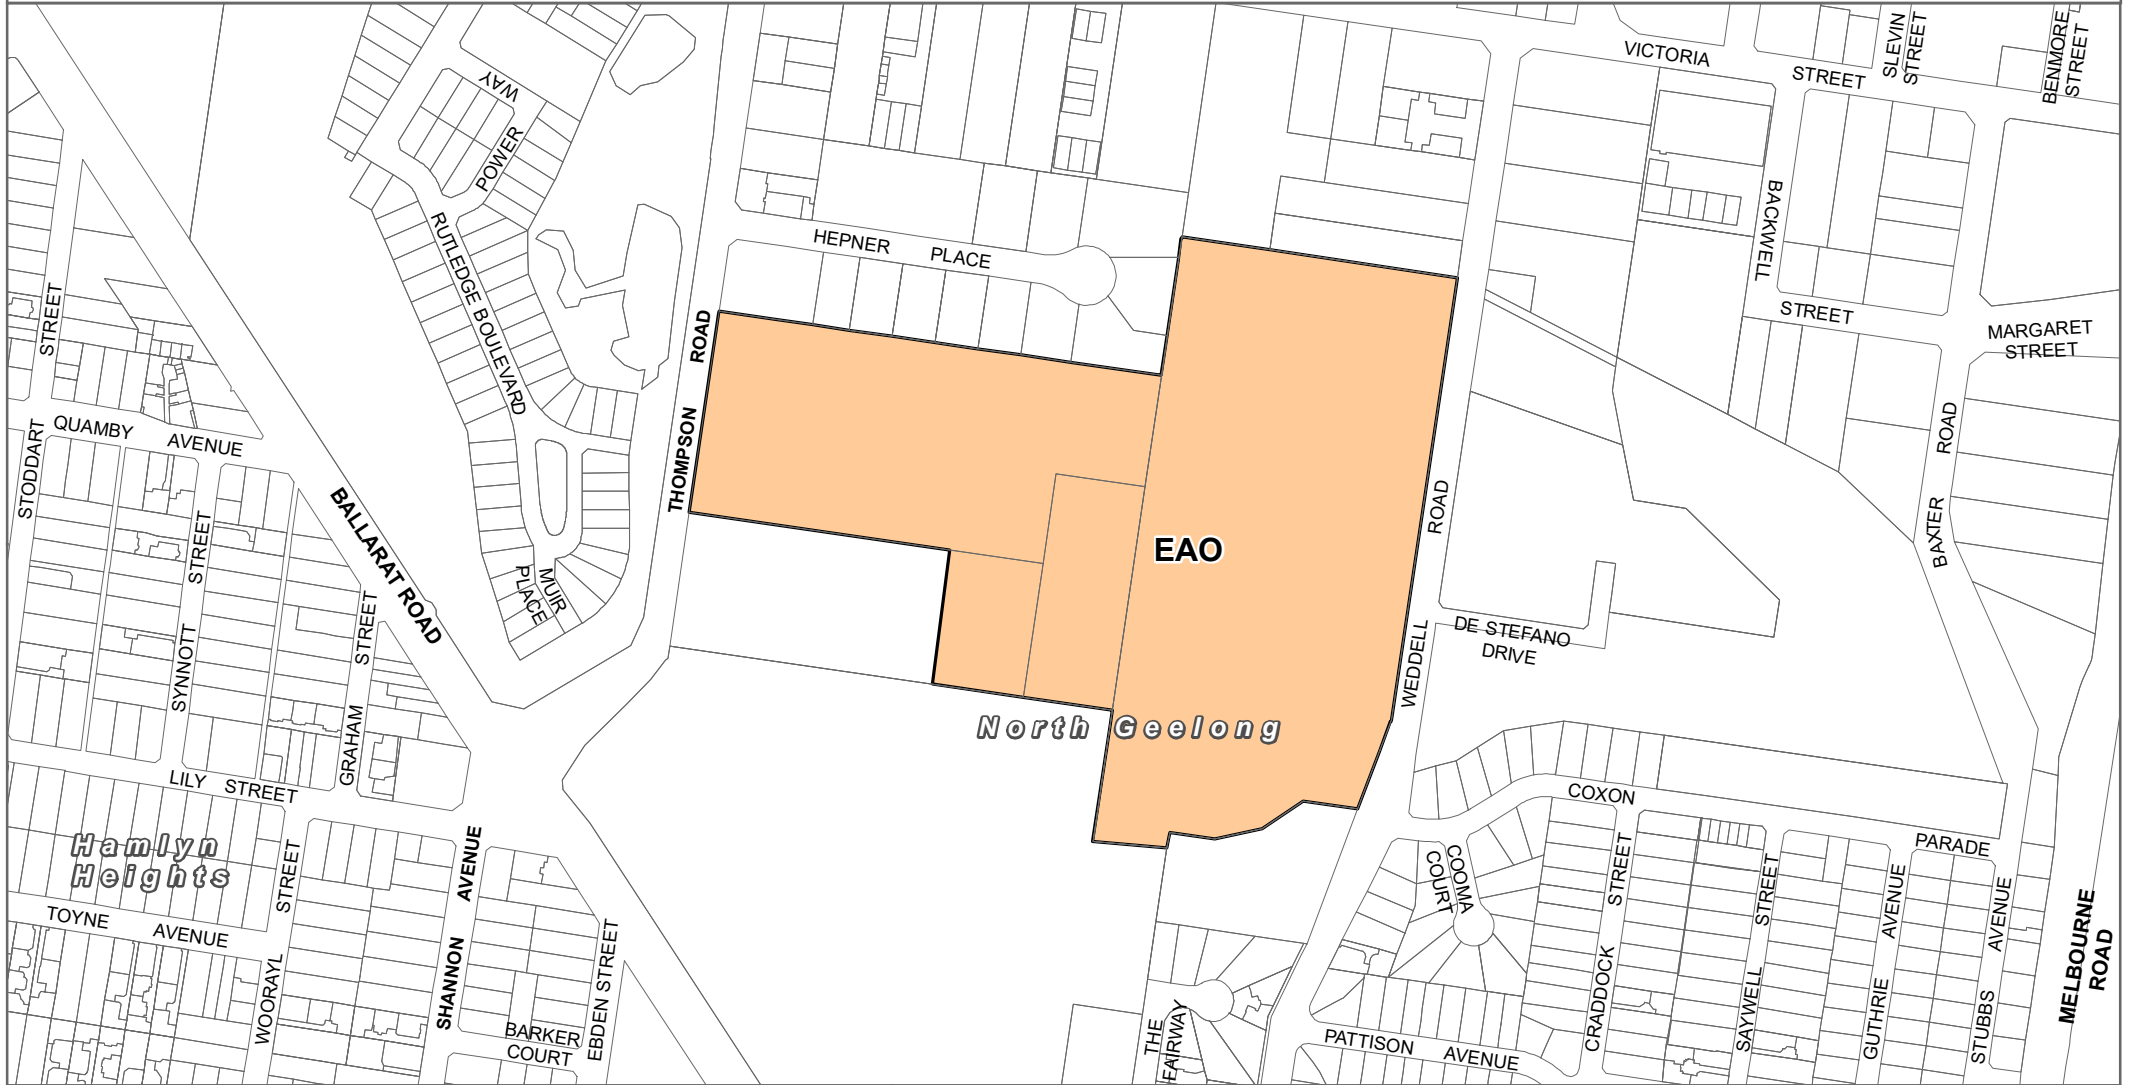 VICTORIA
STREET
SLEVIN
STREET
BENMORE
STREET
WAY
POWER
RUTLEDGE BOULEVARD
HEPNER PLACE
BACKWELL
STREET
MARGARET
STREET
STREET
STODDART
QUAMBY AVENUE
BALLARAT ROAD
THOMPSON ROAD
ROAD
WEDDELL
BAXTER ROAD
EAO
MUIR
PLACE
DE STEFANO
DRIVE
SYNNOTT STREET
GRAHAM STREET
North Geelong
LILY STREET
COXON
PARADE
Hamlyn
Heights
COOMA
COURT
TOYNE AVENUE
WOORAYL STREET
SHANNON AVENUE
EBDEN STREET
BARKER
COURT
THE
FAIRWAY
PATTISON AVENUE
CRADDOCK STREET
SAYWELL STREET
GUTHRIE AVENUE
STUBBS AVENUE
MELBOURNE
ROAD